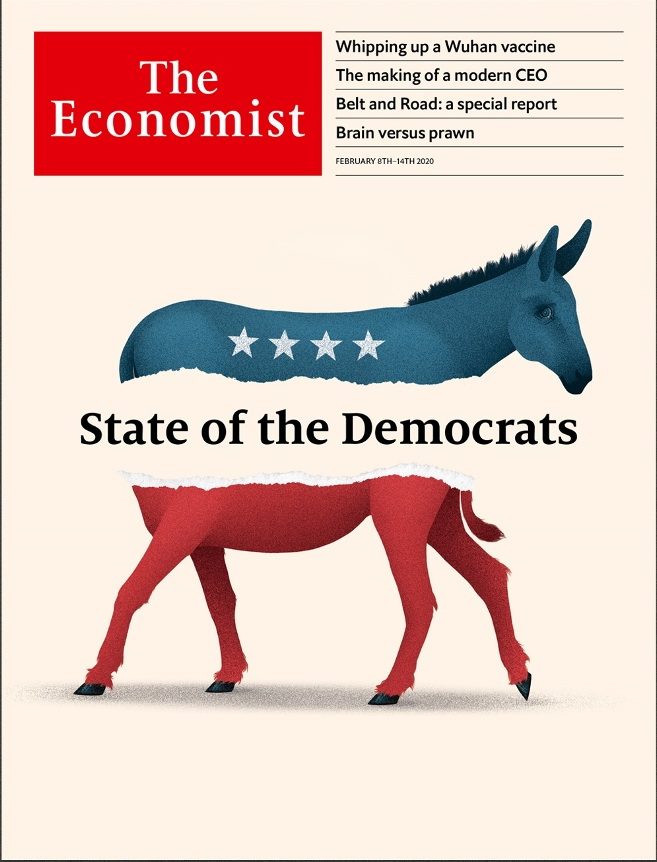 The
Economist
Whipping up a Wuhan vaccine
The making of a modern CEO
Belt and Road: a special report
Brain versus prawn
FEBRUARY 8TH–14TH 2020
State of the Democrats